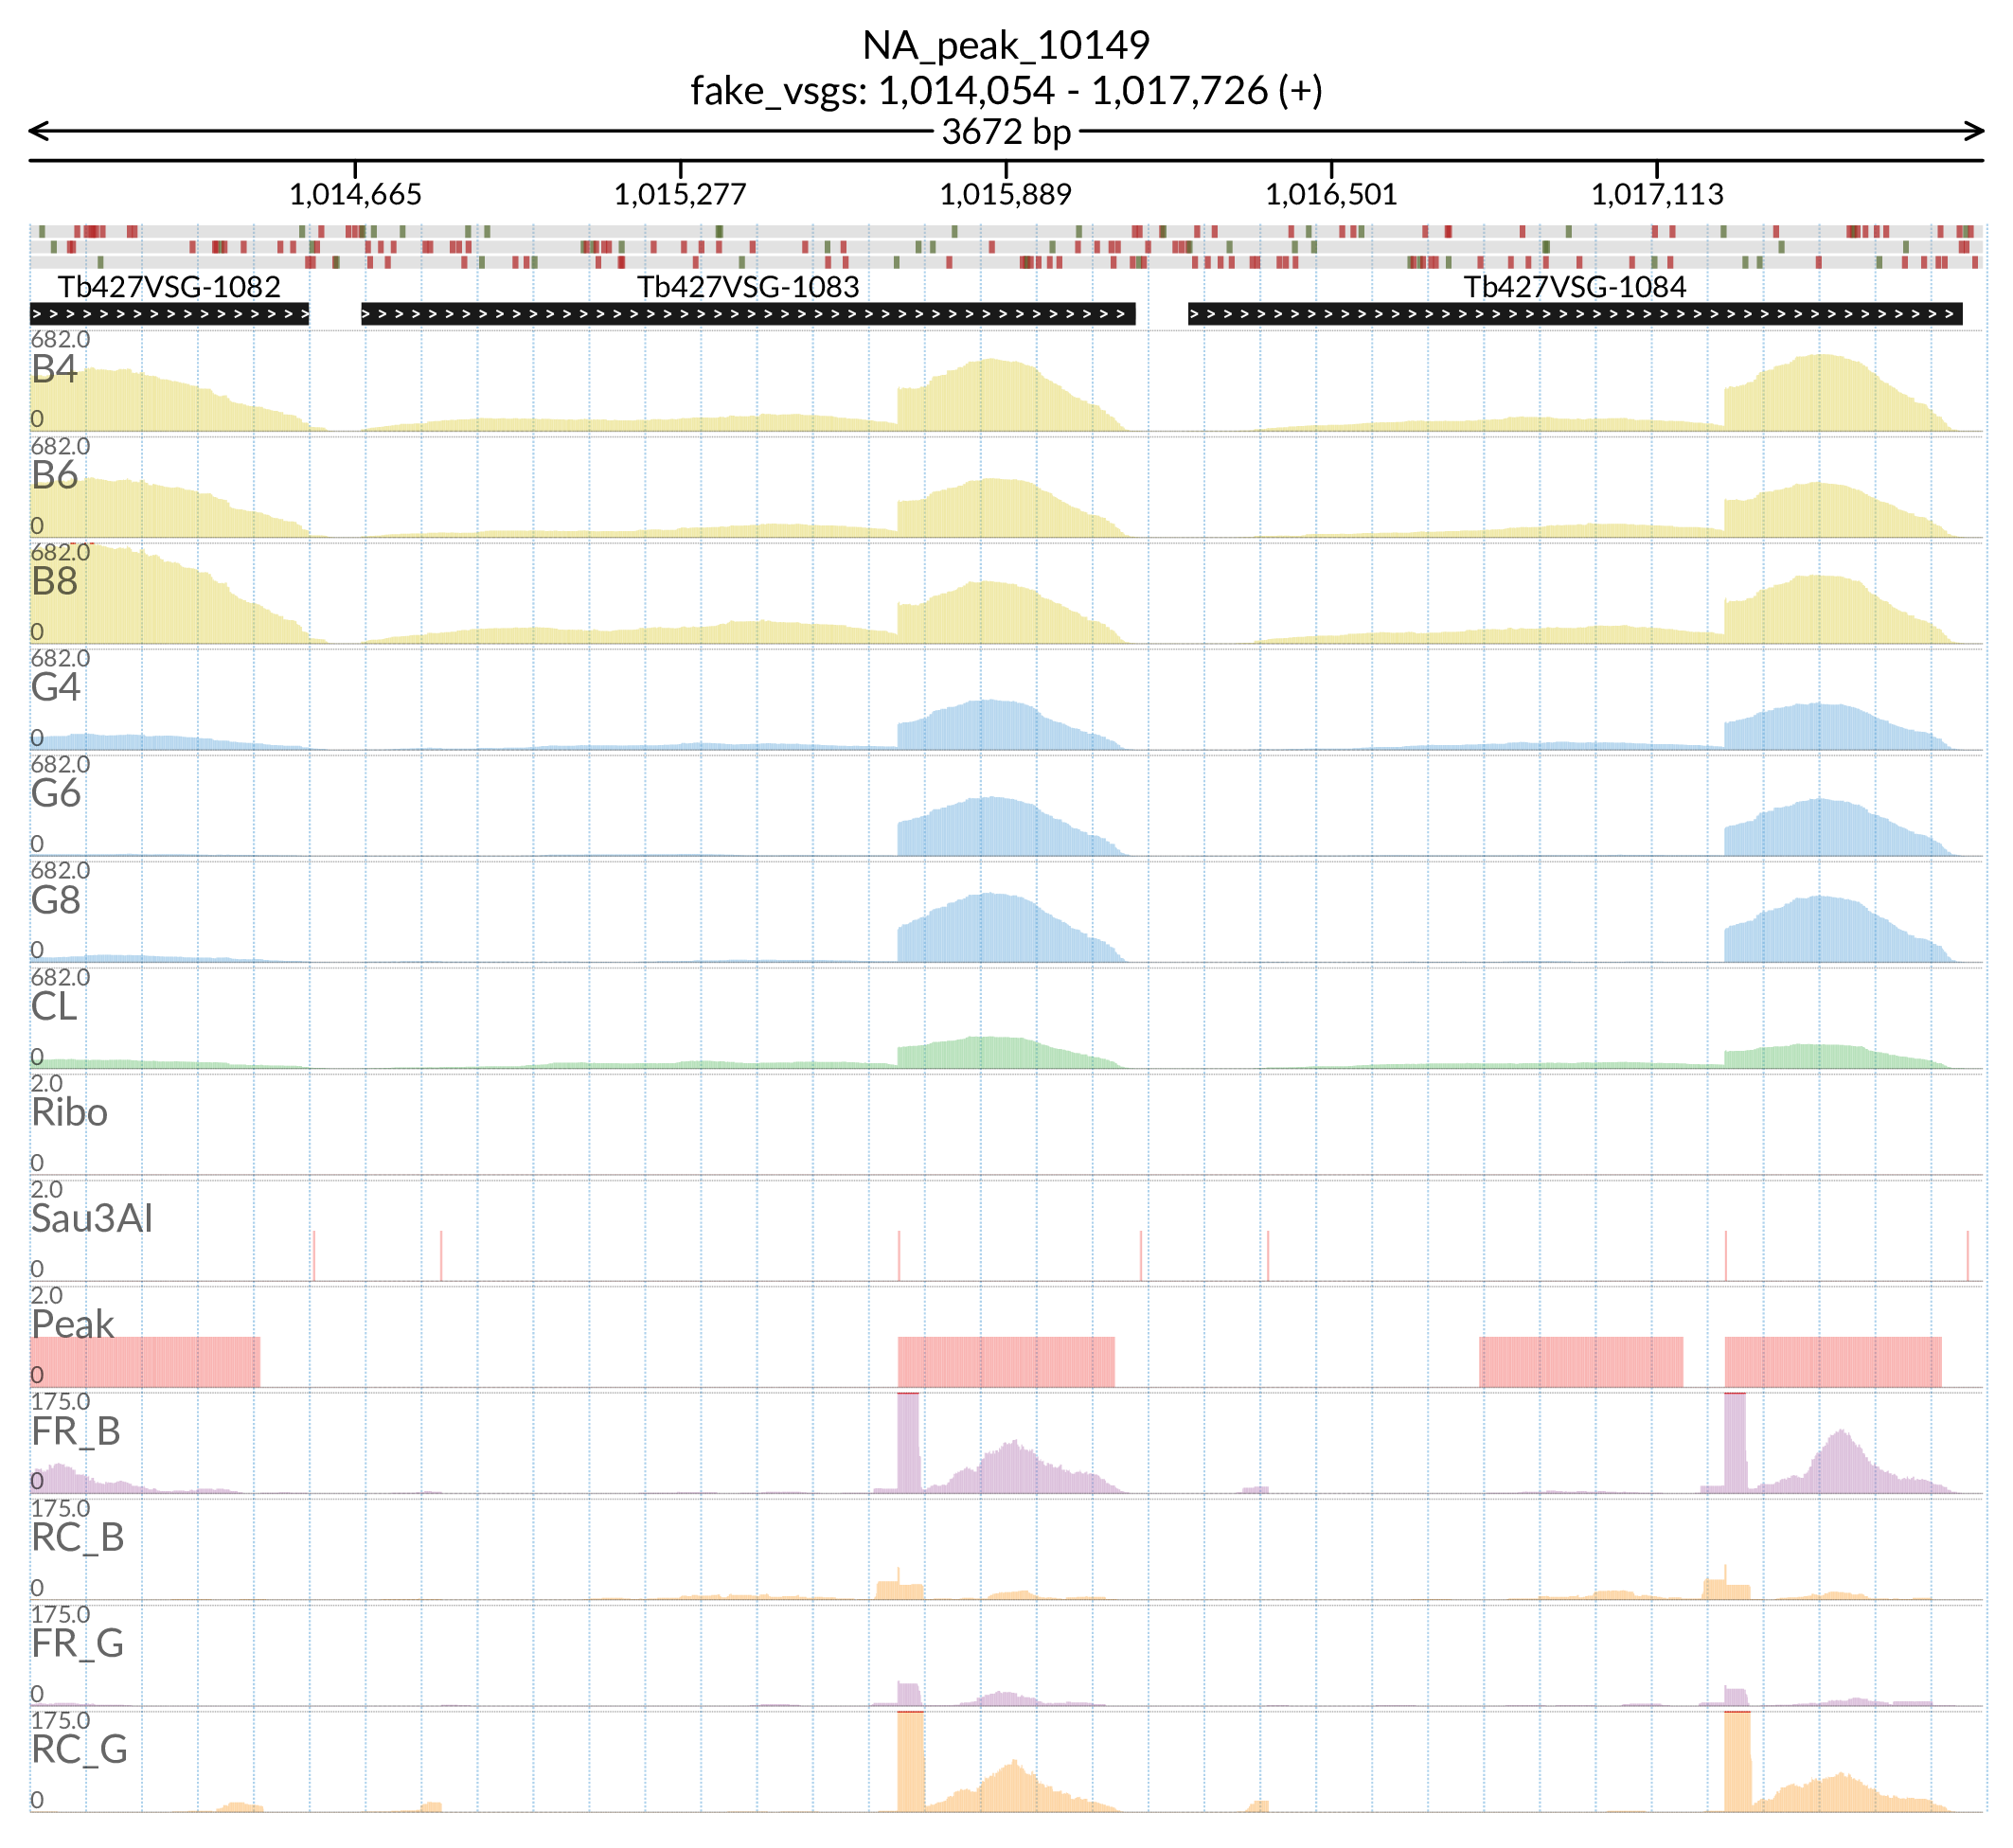 NA_peak_10149
fake_vsgs: 1,014,054 - 1,017,726 (+)
3672 bp
1,014,665 1,015,277 1,015,889 1,016,501 1,017,113
Tb427VSG-1082 Tb427VSG-1083 Tb427VSG-1084
682.0
B4
0
682.0
B6
0
682.0
B8
0
682.0
G4
0
682.0
G6
0
682.0
G8
0
682.0
CL
0
2.0
Ribo
0
2.0
Sau3AI
0
2.0
Peak
0
175.0
FR_B
0
175.0
RC_B
0
175.0
FR_G
0
175.0
RC_G
0